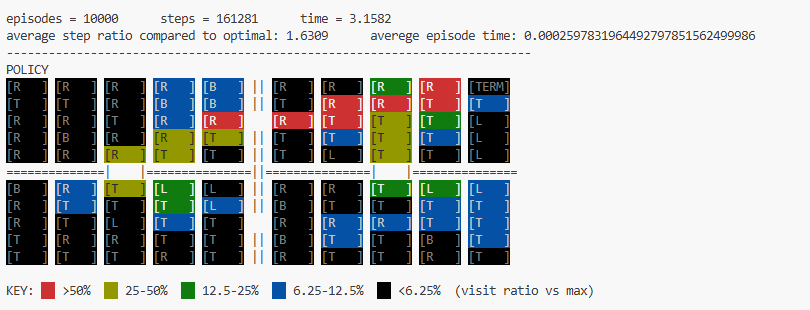 episodes = 10000      steps = 161281      time = 3.1582
average step ratio compared to optimal: 1.6309      averege episode time: 0.00025978319644927978515624​99986
--------------------------------------------------------------------------
POLICY
[R  ] [R  ] [R  ] [R  ] [B  ] || [R  ] [R  ] [R  ] [R  ] [TERM]
[T  ] [T  ] [R  ] [B  ] [B  ] || [T  ] [R  ] [R  ] [T  ] [T  ]
[R  ] [R  ] [R  ] [R  ] [R  ]    [R  ] [T  ] [T  ] [T  ] [L  ]
[R  ] [B  ] [R  ] [R  ] [T  ] || [T  ] [T  ] [T  ] [T  ] [L  ]
[R  ] [R  ] [R  ] [T  ] [T  ] || [T  ] [L  ] [T  ] [T  ] [L  ]
==============|   |===============||===============|   |===============
[B  ] [R  ] [T  ] [L  ] [L  ] || [R  ] [R  ] [T  ] [L  ] [L  ]
[R  ] [T  ] [T  ] [T  ] [L  ] || [B  ] [R  ] [T  ] [T  ] [T  ]
[R  ] [T  ] [L  ] [T  ] [T  ]    [R  ] [R  ] [R  ] [T  ] [T  ]
[T  ] [R  ] [R  ] [T  ] [T  ] || [B  ] [T  ] [T  ] [B  ] [T  ]
[T  ] [T  ] [T  ] [T  ] [T  ] || [T  ] [T  ] [T  ] [R  ] [T  ]
KEY: >50% 25-50% 12.5-25% 6.25-12.5% <6.25% (visit ratio vs max)